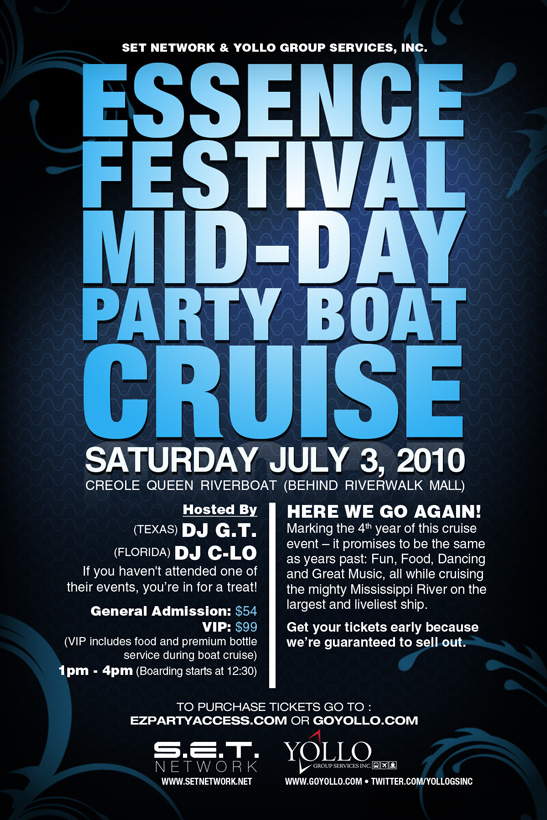 SET NETWORK & YOLLO GROUP SERVICES, INC.
ESSENCE
FESTIVAL
MID-DAY
PARTY BOAT
CRUISE
SATURDAY JULY 3, 2010
CREOLE QUEEN RIVERBOAT (BEHIND RIVERWALK MALL)
Hosted By
(TEXAS) DJ G.T.
(FLORIDA) DJ C-LO
If you haven't attended one of
their events, you're in for a treat!
General Admission: $54
VIP: $99
(VIP includes food and premium bottle
service during boat cruise)
1pm - 4pm (Boarding starts at 12:30)
HERE WE GO AGAIN!
Marking the 4th year of this cruise
event – it promises to be the same
as years past: Fun, Food, Dancing
and Great Music, all while cruising
the mighty Mississippi River on the
largest and liveliest ship.
Get your tickets early because
we're guaranteed to sell out.
TO PURCHASE TICKETS GO TO :
EZPARTYACCESS.COM OR GOYOLLO.COM
S.E.T.
NETWORK
WWW.SETNETWORK.NET
YOLLO
GROUP SERVICES INC.
WWW.GOYOLLO.COM • TWITTER.COM/YOLLOGSINC